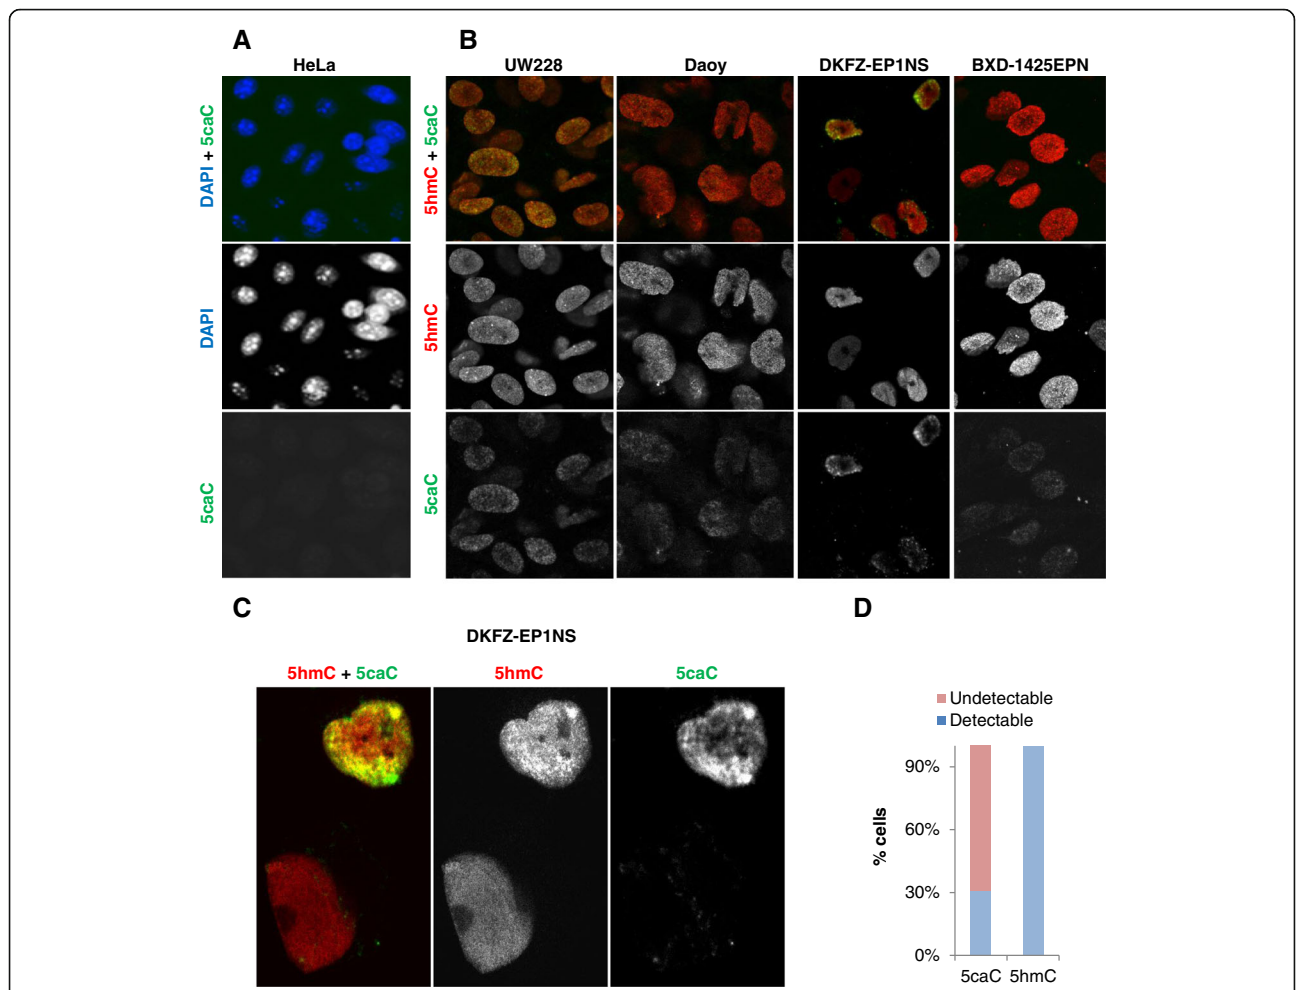 A
B
HeLa
UW228
Daoy
DKFZ-EP1NS
BXD-1425EPN
DAPI + 5caC
DAPI
5caC
5hmC + 5caC
5hmC
5caC
C
D
DKFZ-EP1NS
5hmC + 5caC
5hmC
5caC
Undetectable
Detectable
90%
60%
30%
0%
% cells
5caC 5hmC